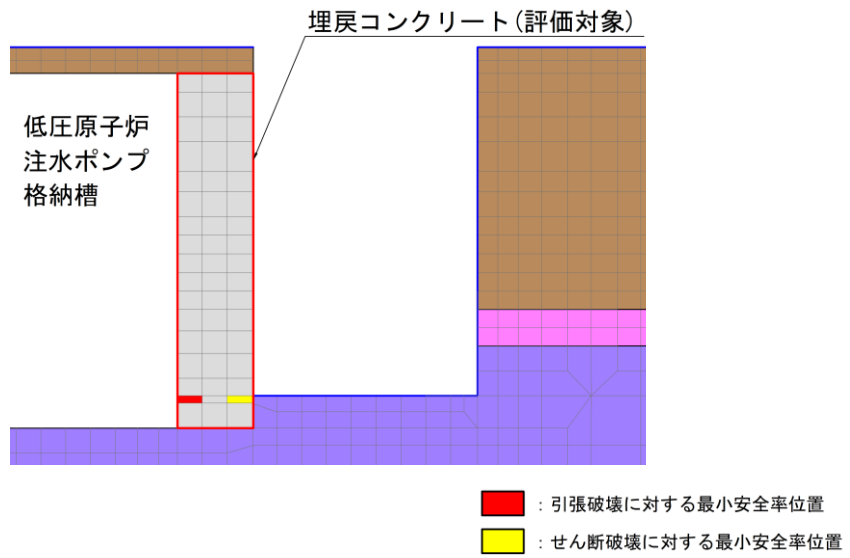 埋戻コンクリート(評価対象)
低圧原子炉
注水ポンプ
格納槽
：引張破壊に対する最小安全率位置
：せん断破壊に対する最小安全率位置